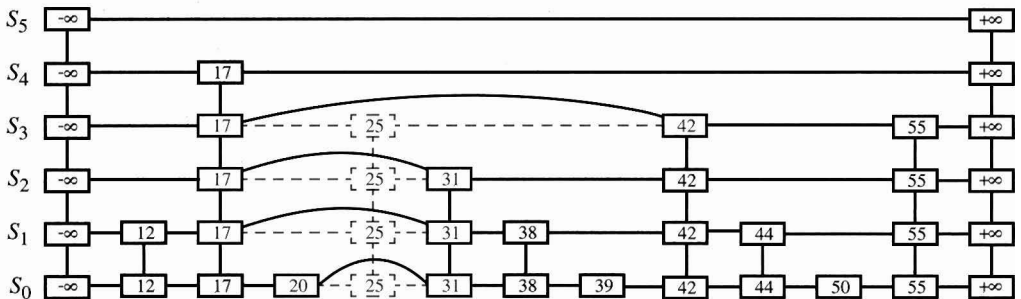 S5 -∞ +∞
S4 -∞ 17 +∞
S3 -∞ 17 25 42 55 +∞
S2 -∞ 17 25 31 42 55 +∞
S1 -∞ 12 17 25 31 38 42 44 55 +∞
S0 -∞ 12 17 20 25 31 38 39 42 44 50 55 +∞